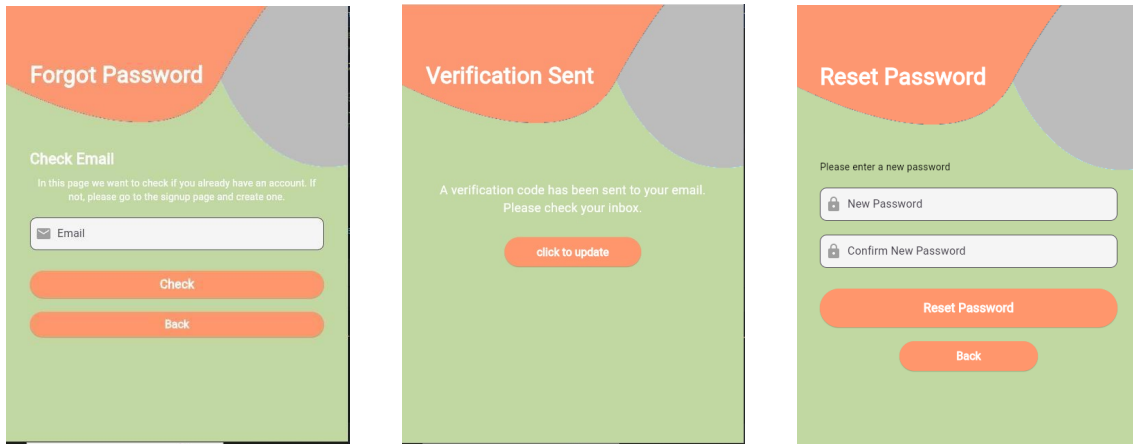 Forgot Password
Check Email
In this page we want to check if you already have an account. If
not, please go to the signup page and create one.
Email
Check
Back
Verification Sent
A verification code has been sent to your email.
Please check your inbox.
click to update
Reset Password
Please enter a new password
New Password
Confirm New Password
Reset Password
Back